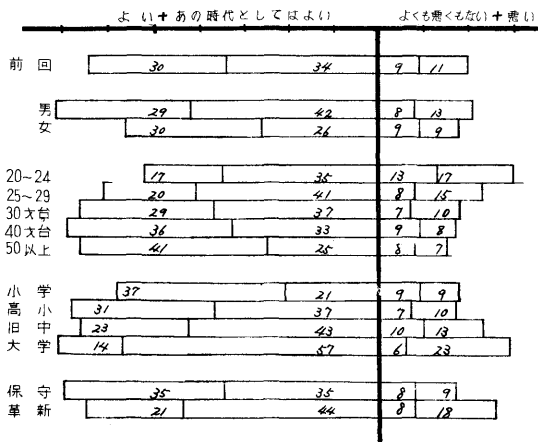 よい＋あの時代としてはよい よくも悪くもない＋悪い
前回 30 34 9 11
男 29 42 8 13
女 30 26 9 9
20~24 17 35 13 17
25~29 20 41 8 15
30才台 29 37 7 10
40才台 36 33 9 8
50以上 41 25 8 7
小学 37 21 9 9
高小 31 37 7 10
旧中 23 43 10 13
大学 14 57 6 23
保守 35 35 8 9
革新 21 44 8 18